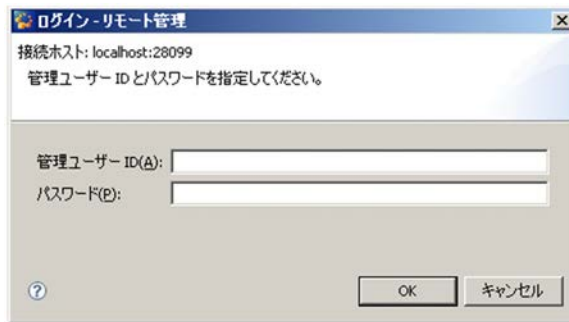 ログイン - リモート管理
接続ホスト: localhost:28099
管理ユーザー ID とパスワードを指定してください。
管理ユーザー ID(A):
パスワード(P):
OK
キャンセル